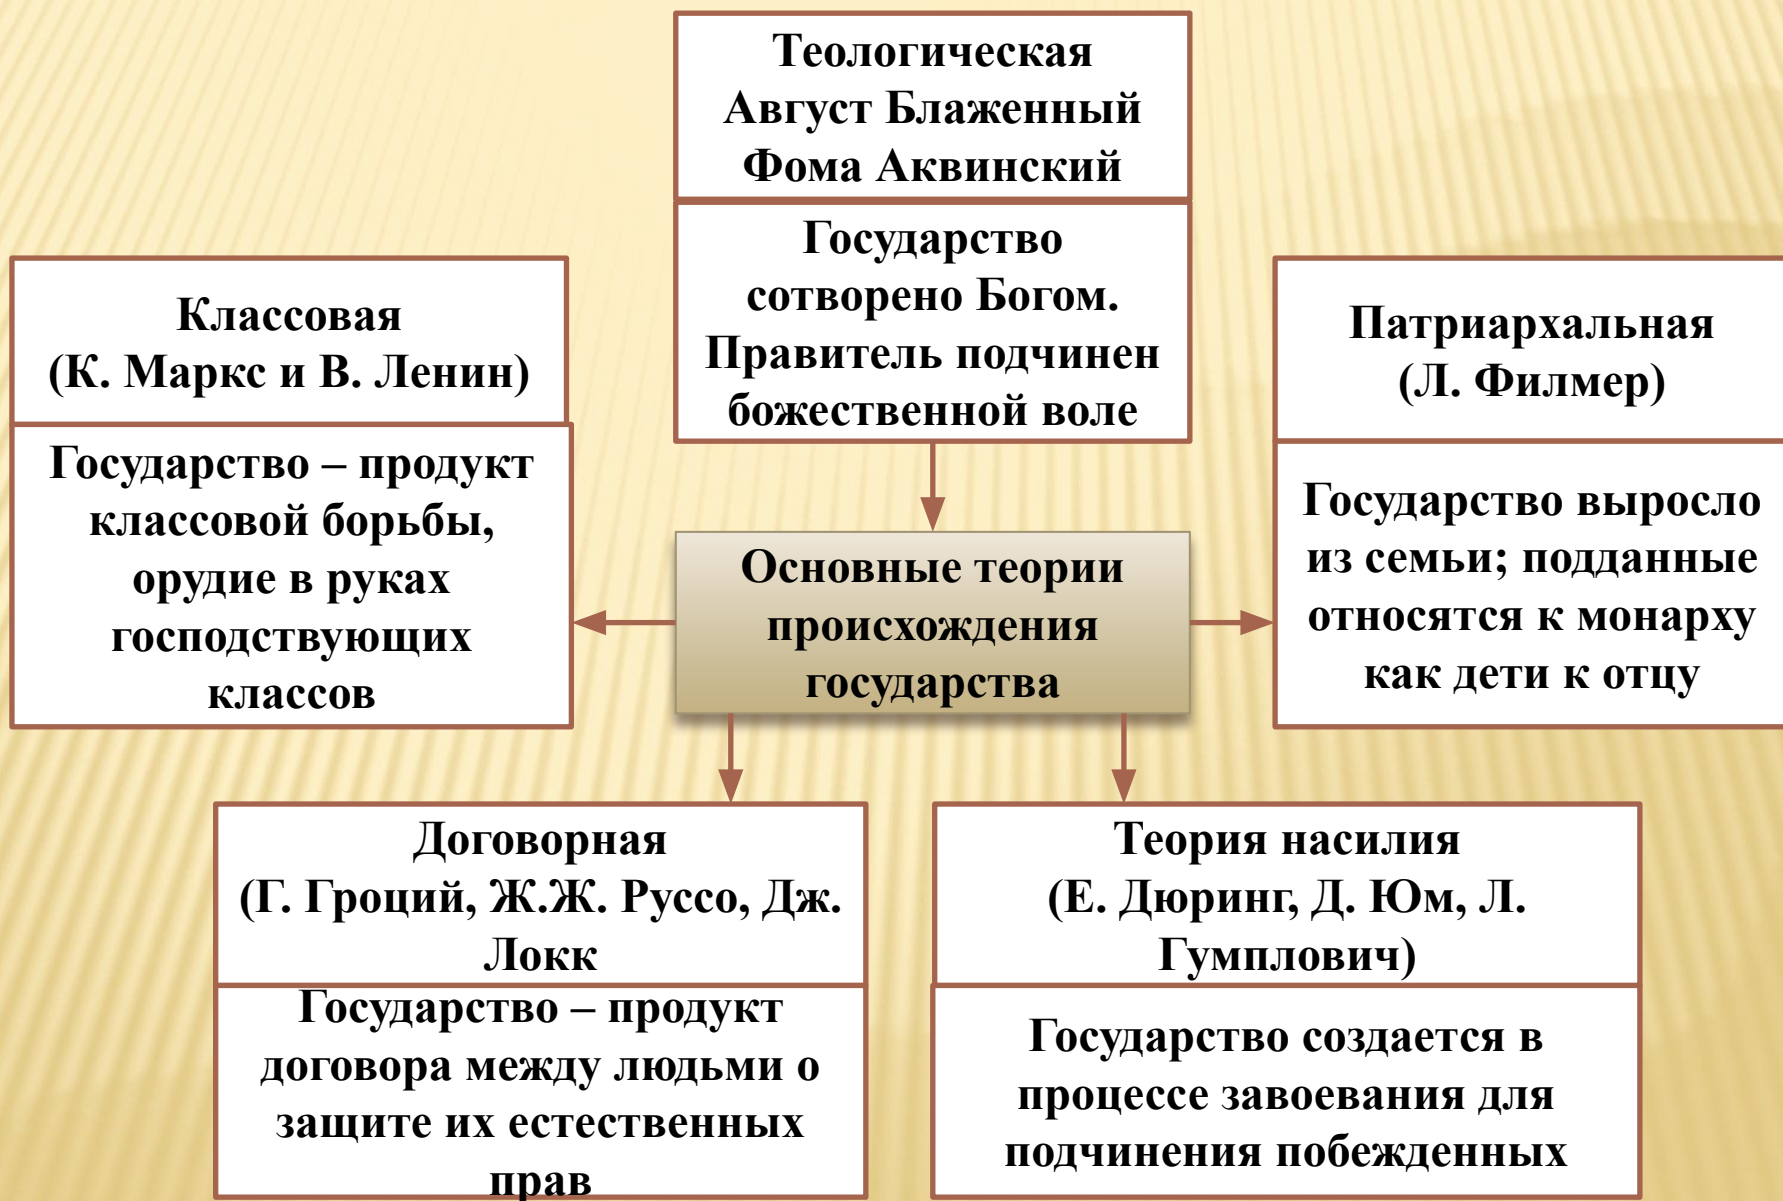 Теологическая
Август Блаженный
Фома Аквинский
Государство
сотворено Богом.
Правитель подчинен
божественной воле
Классовая
(К. Маркс и В. Ленин)
Государство – продукт
классовой борьбы,
орудие в руках
господствующих
классов
Основные теории
происхождения
государства
Патриархальная
(Л. Филмер)
Государство выросло
из семьи; подданные
относятся к монарху
как дети к отцу
Договорная
(Г. Гроций, Ж.Ж. Руссо, Дж.
Локк
Государство – продукт
договора между людьми о
защите их естественных
прав
Теория насилия
(Е. Дюринг, Д. Юм, Л.
Гумплович)
Государство создается в
процессе завоевания для
подчинения побежденных